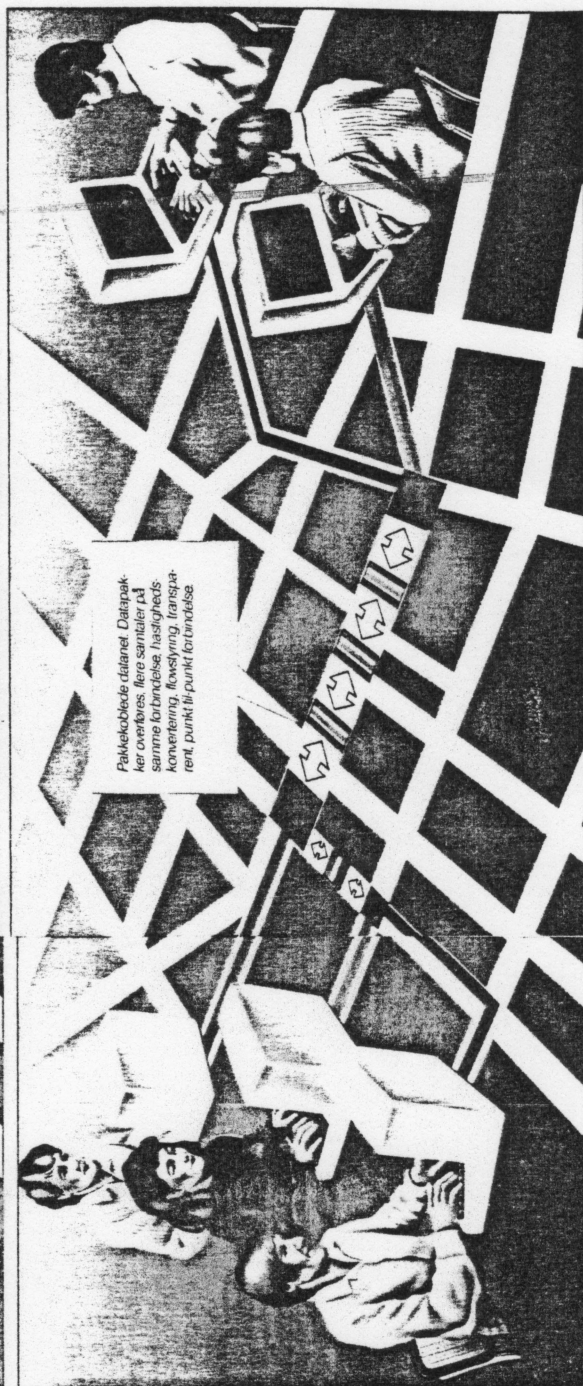 Pakkekoblede datanet. Datapak-
ker overføres, flere samtaler på
samme forbindelse, hastigheds-
konvertering, flowstyring, transpa-
rent, punkt til-punkt forbindelse.